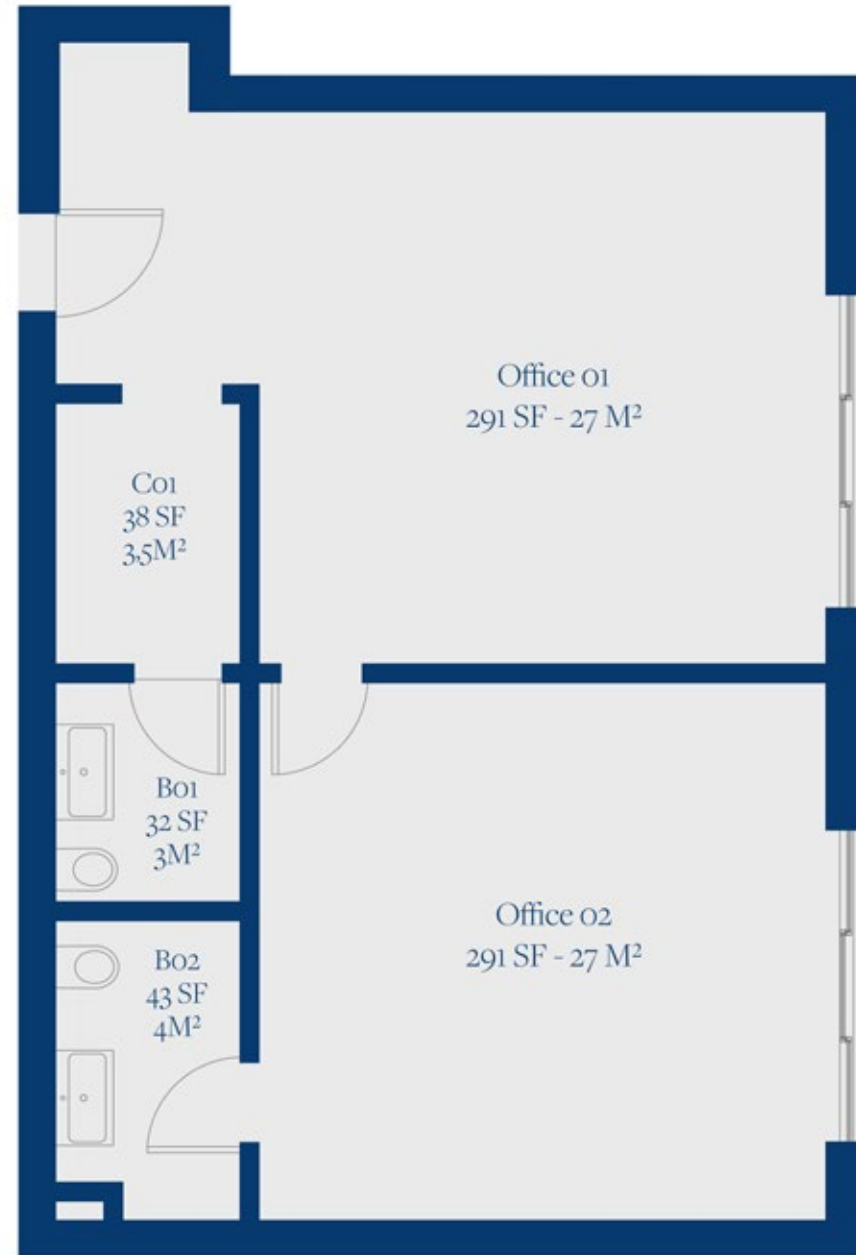 Office 01
291 SF - 27 M²
C01
38 SF
3,5M²
B01
32 SF
3M²
Office 02
291 SF - 27 M²
B02
43 SF
4M²